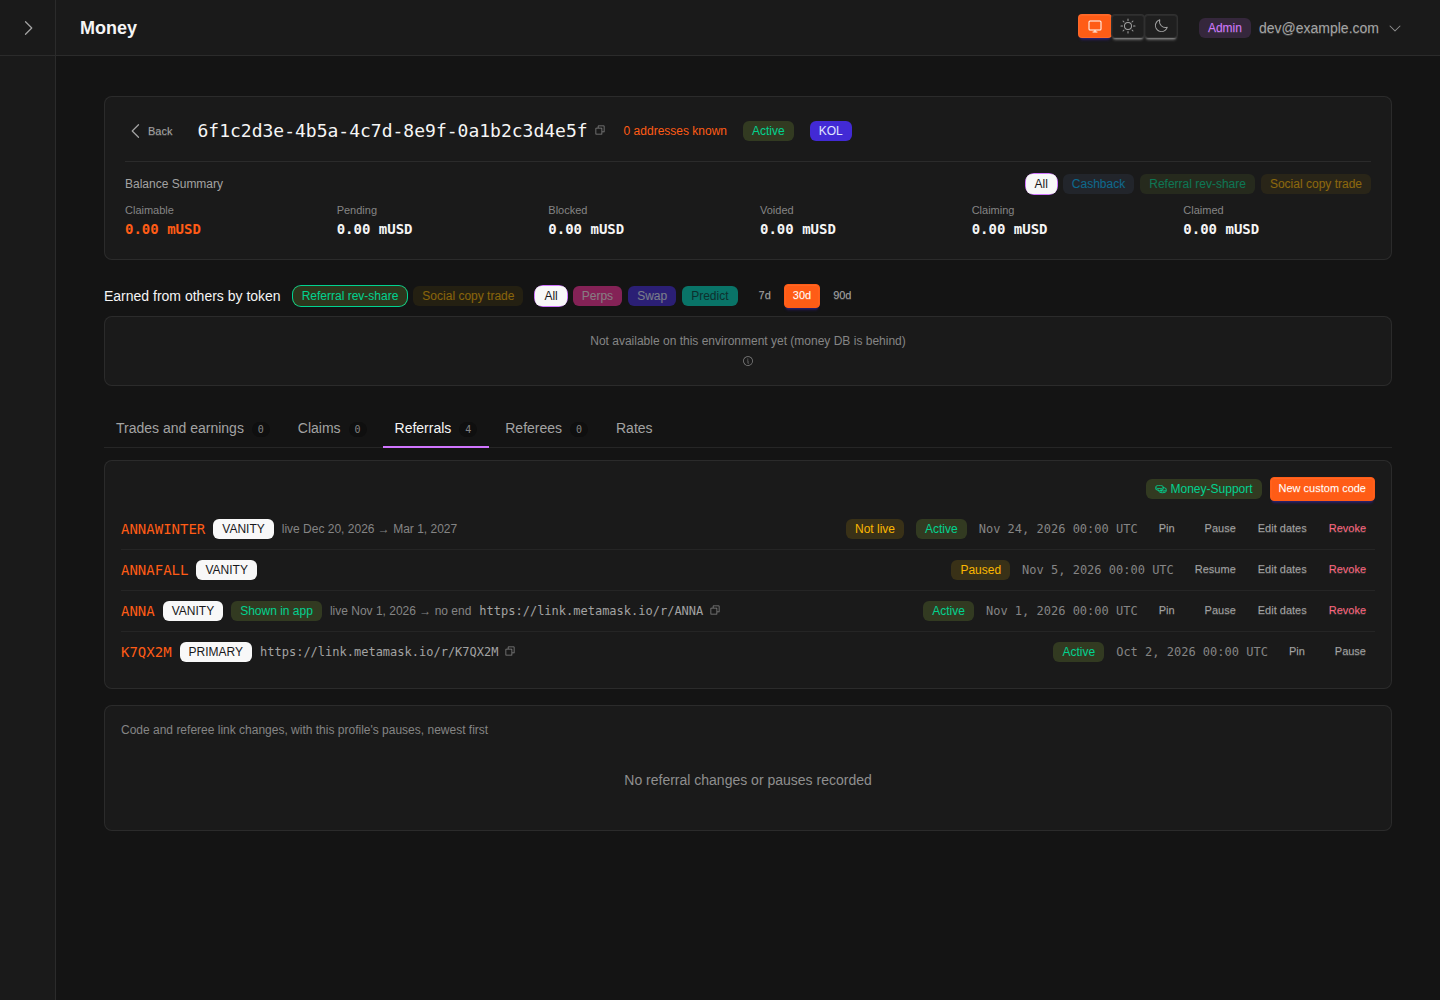 Money
Admin dev@example.com
Back 6f1c2d3e-4b5a-4c7d-8e9f-0a1b2c3d4e5f 0 addresses known Active KOL
Balance Summary All Cashback Referral rev-share Social copy trade
Claimable Pending Blocked Voided Claiming Claimed
0.00 mUSD 0.00 mUSD 0.00 mUSD 0.00 mUSD 0.00 mUSD 0.00 mUSD
Earned from others by token Referral rev-share Social copy trade All Perps Swap Predict 7d 30d 90d
Not available on this environment yet (money DB is behind)
Trades and earnings 0 Claims 0 Referrals 4 Referees 0 Rates
Money-Support New custom code
ANNAWINTER VANITY live Dec 20, 2026 → Mar 1, 2027 Not live Active Nov 24, 2026 00:00 UTC Pin Pause Edit dates Revoke
ANNAFALL VANITY Paused Nov 5, 2026 00:00 UTC Resume Edit dates Revoke
ANNA VANITY Shown in app live Nov 1, 2026 → no end https://link.metamask.io/r/ANNA Active Nov 1, 2026 00:00 UTC Pin Pause Edit dates Revoke
K7QX2M PRIMARY https://link.metamask.io/r/K7QX2M Active Oct 2, 2026 00:00 UTC Pin Pause
Code and referee link changes, with this profile's pauses, newest first
No referral changes or pauses recorded